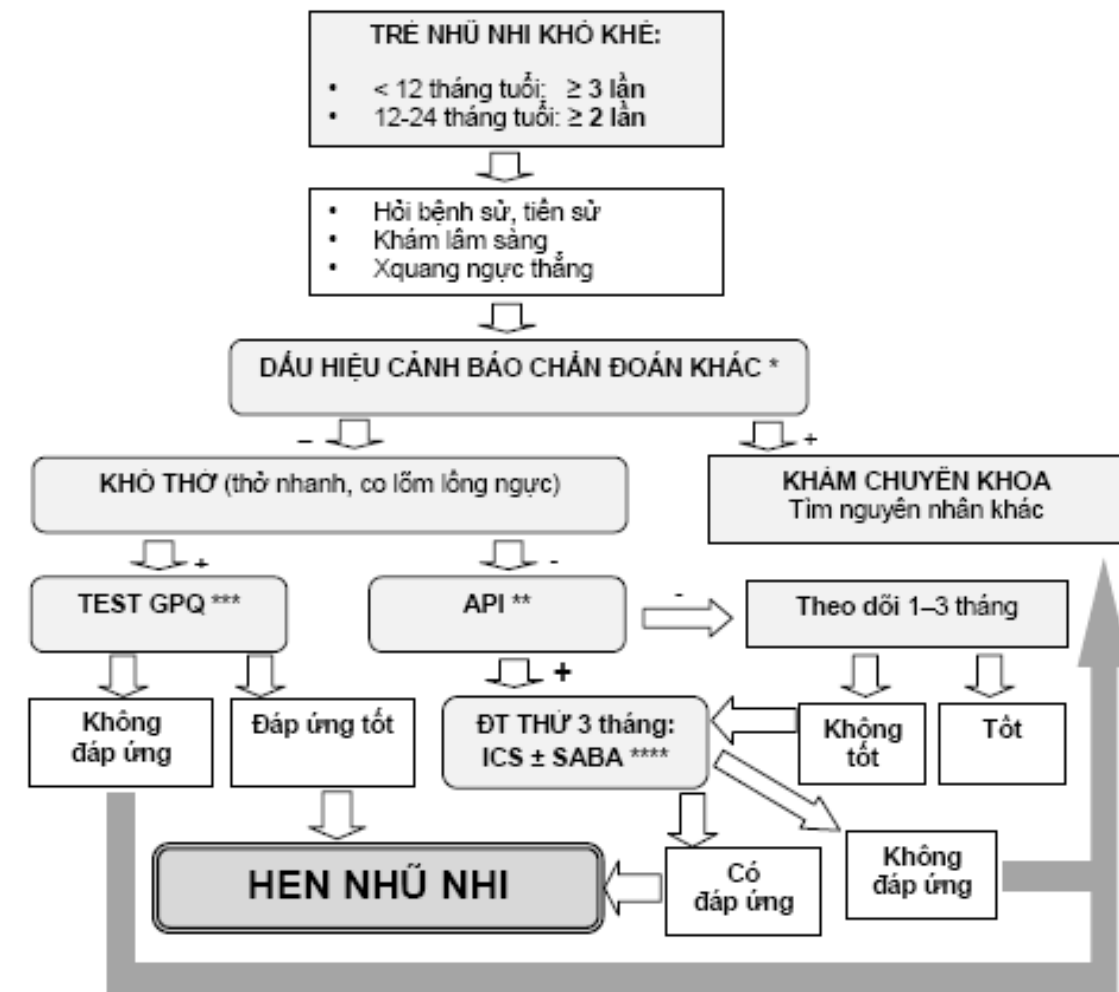 TRẺ NHŨ NHI KHÒ KHÈ:
• < 12 tháng tuổi: ≥ 3 lần
• 12-24 tháng tuổi: ≥ 2 lần
• Hỏi bệnh sử, tiền sử
• Khám lâm sàng
• Xquang ngực thẳng
DẤU HIỆU CẢNH BÁO CHẨN ĐOÁN KHÁC *
– +
KHÓ THỞ (thở nhanh, co lõm lồng ngực)
KHÁM CHUYÊN KHOA
Tìm nguyên nhân khác
+ -
TEST GPQ ***
API **
-
Theo dõi 1–3 tháng
+
Không
đáp ứng
Đáp ứng tốt
ĐT THỬ 3 tháng:
ICS ± SABA ****
Không
tốt
Tốt
HEN NHŨ NHI
Có
đáp ứng
Không
đáp ứng